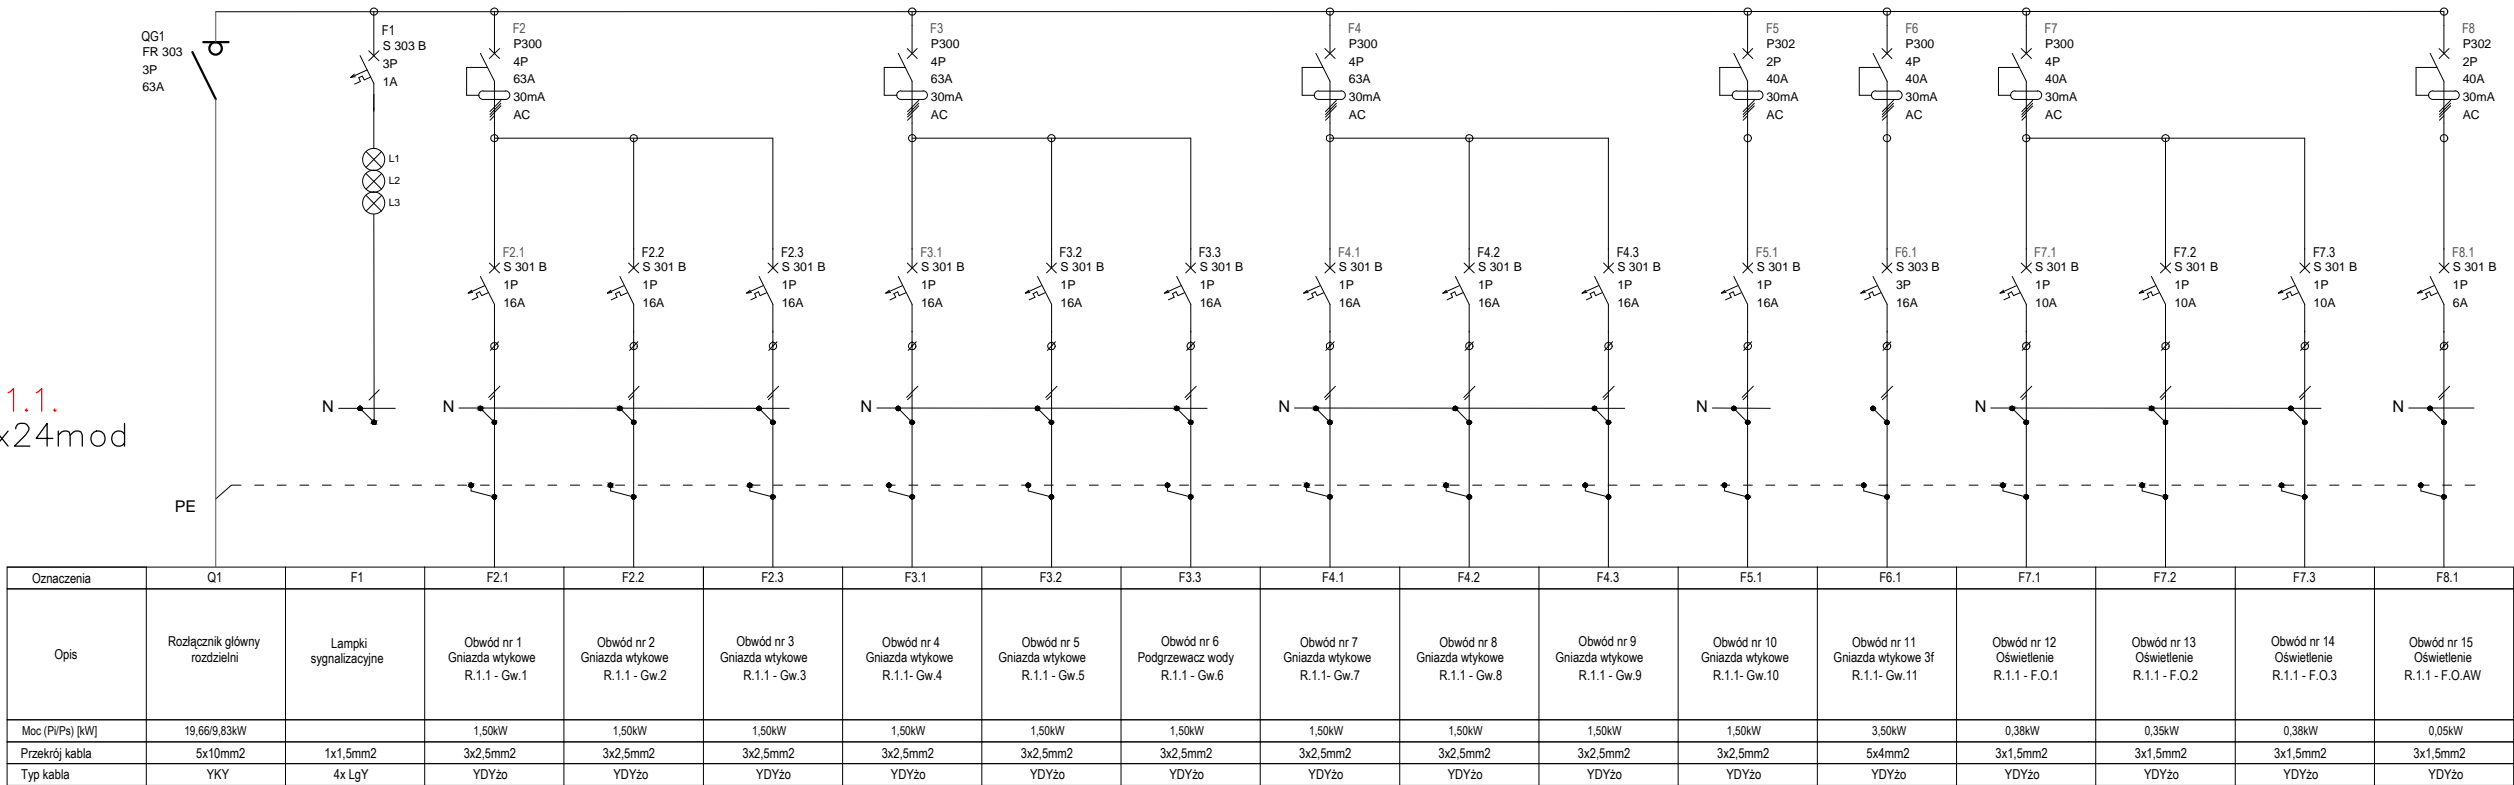 QG1
FR 303
3P
63A
F1
S 303 B
3P
1A
L1
L2
L3
F2
P300
4P
63A
30mA
AC
F3
P300
4P
63A
30mA
AC
F4
P300
4P
63A
30mA
AC
F5
P302
2P
40A
30mA
AC
F6
P300
4P
40A
30mA
AC
F7
P300
4P
40A
30mA
AC
F8
P302
2P
40A
30mA
AC
F2.1
S 301 B
1P
16A
F2.2
S 301 B
1P
16A
F2.3
S 301 B
1P
16A
F3.1
S 301 B
1P
16A
F3.2
S 301 B
1P
16A
F3.3
S 301 B
1P
16A
F4.1
S 301 B
1P
16A
F4.2
S 301 B
1P
16A
F4.3
S 301 B
1P
16A
F5.1
S 301 B
1P
16A
F6.1
S 303 B
3P
16A
F7.1
S 301 B
1P
10A
F7.2
S 301 B
1P
10A
F7.3
S 301 B
1P
10A
F8.1
S 301 B
1P
6A
1.1.
x24mod
N N N N N N N
PE
Oznaczenia Q1 F1 F2.1 F2.2 F2.3 F3.1 F3.2 F3.3 F4.1 F4.2 F4.3 F5.1 F6.1 F7.1 F7.2 F7.3 F8.1
Opis
Rozłącznik główny
rozdzielni
Lampki
sygnalizacyjne
Obwód nr 1
Gniazda wtykowe
R.1.1 - Gw.1
Obwód nr 2
Gniazda wtykowe
R.1.1 - Gw.2
Obwód nr 3
Gniazda wtykowe
R.1.1 - Gw.3
Obwód nr 4
Gniazda wtykowe
R.1.1- Gw.4
Obwód nr 5
Gniazda wtykowe
R.1.1 - Gw.5
Obwód nr 6
Podgrzewacz wody
R.1.1 - Gw.6
Obwód nr 7
Gniazda wtykowe
R.1.1- Gw.7
Obwód nr 8
Gniazda wtykowe
R.1.1 - Gw.8
Obwód nr 9
Gniazda wtykowe
R.1.1 - Gw.9
Obwód nr 10
Gniazda wtykowe
R.1.1- Gw.10
Obwód nr 11
Gniazda wtykowe 3f
R.1.1- Gw.11
Obwód nr 12
Oświetlenie
R.1.1 - F.O.1
Obwód nr 13
Oświetlenie
R.1.1 - F.O.2
Obwód nr 14
Oświetlenie
R.1.1 - F.O.3
Obwód nr 15
Oświetlenie
R.1.1 - F.O.AW
Moc (Pi/Ps) [kW] 19,66/9,83kW 1,50kW 1,50kW 1,50kW 1,50kW 1,50kW 1,50kW 1,50kW 1,50kW 1,50kW 1,50kW 3,50kW 0,38kW 0,35kW 0,38kW 0,05kW
Przekrój kabla 5x10mm2 1x1,5mm2 3x2,5mm2 3x2,5mm2 3x2,5mm2 3x2,5mm2 3x2,5mm2 3x2,5mm2 3x2,5mm2 3x2,5mm2 3x2,5mm2 3x2,5mm2 5x4mm2 3x1,5mm2 3x1,5mm2 3x1,5mm2 3x1,5mm2
Typ kabla YKY 4x LgY YDYżo YDYżo YDYżo YDYżo YDYżo YDYżo YDYżo YDYżo YDYżo YDYżo YDYżo YDYżo YDYżo YDYżo YDYżo